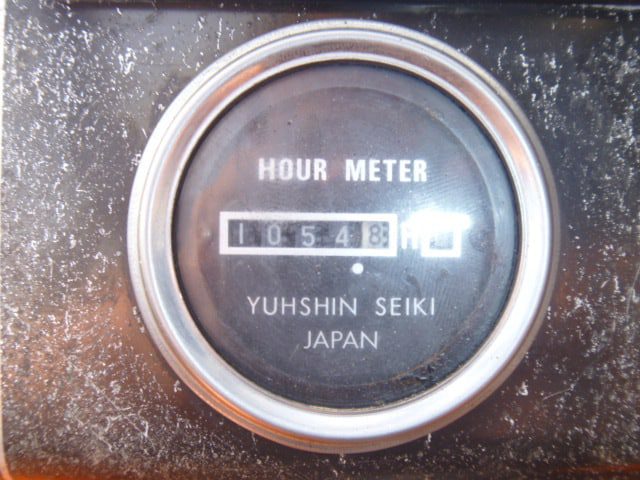 HOUR METER
10548 H
YUHSHIN SEIKI
JAPAN